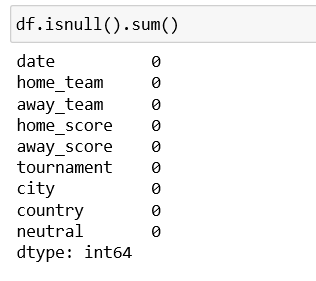 df.isnull().sum()
date 0
home_team 0
away_team 0
home_score 0
away_score 0
tournament 0
city 0
country 0
neutral 0
dtype: int64